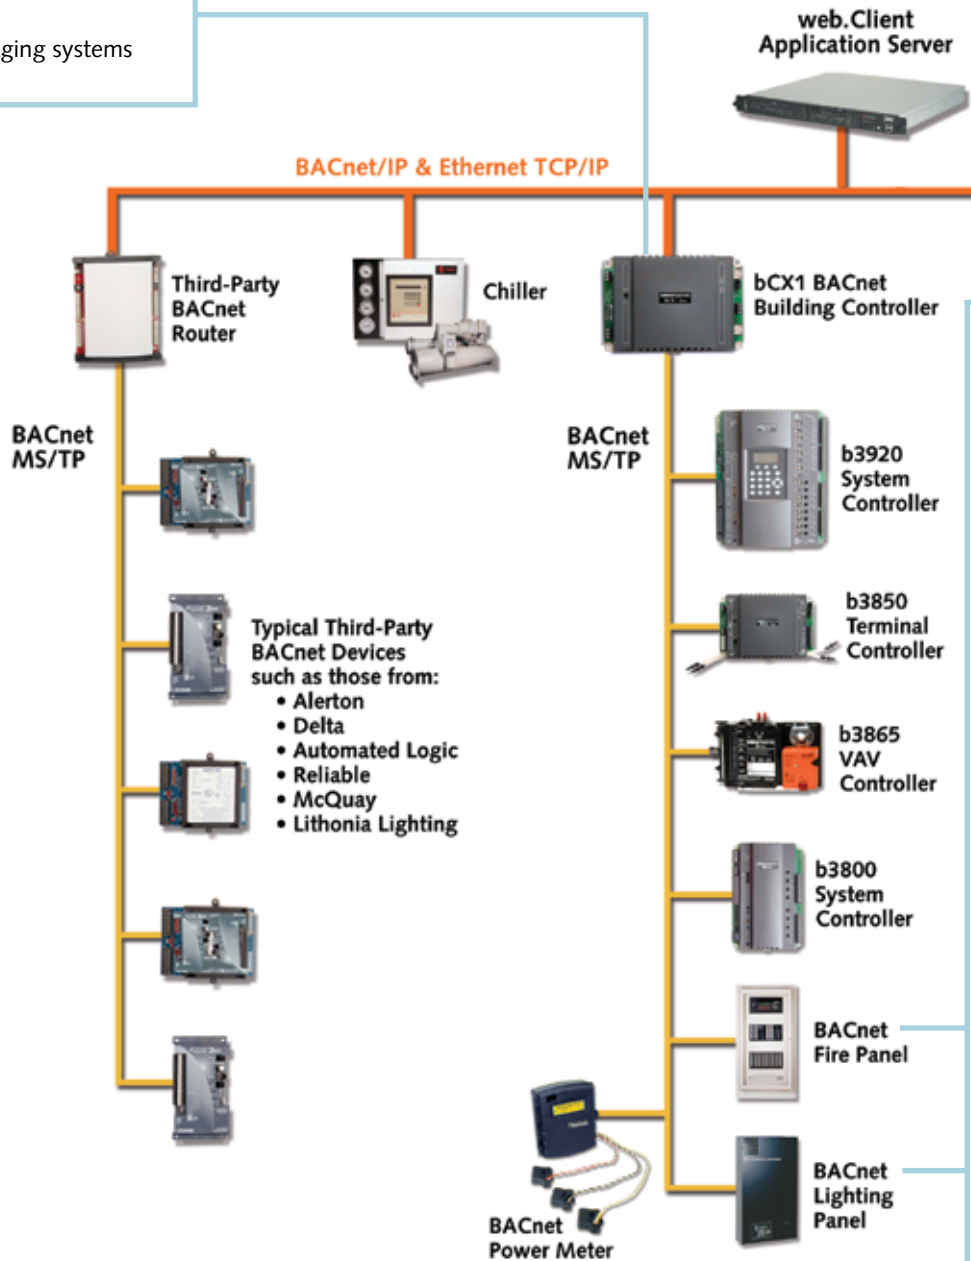 ging systems
web.Client
Application Server
BACnet/IP & Ethernet TCP/IP
Third-Party
BACnet
Router
Chiller
bCX1 BACnet
Building Controller
BACnet
MS/TP
BACnet
MS/TP
b3920
System
Controller
b3850
Terminal
Controller
Typical Third-Party
BACnet Devices
such as those from:
• Alerton
• Delta
• Automated Logic
• Reliable
• McQuay
• Lithonia Lighting
b3865
VAV
Controller
b3800
System
Controller
BACnet
Fire Panel
BACnet
Lighting
Panel
BACnet
Power Meter